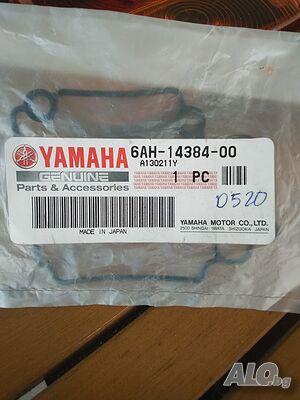 YAMAHA 6AH-14384-00
GENUINE A130211Y
Parts & Accessories 1 PC
0520
MADE IN JAPAN
YAMAHA MOTOR CO., LTD.
2500 SHINGAI IWATA SHIZUOKA JAPAN
ALO.bg